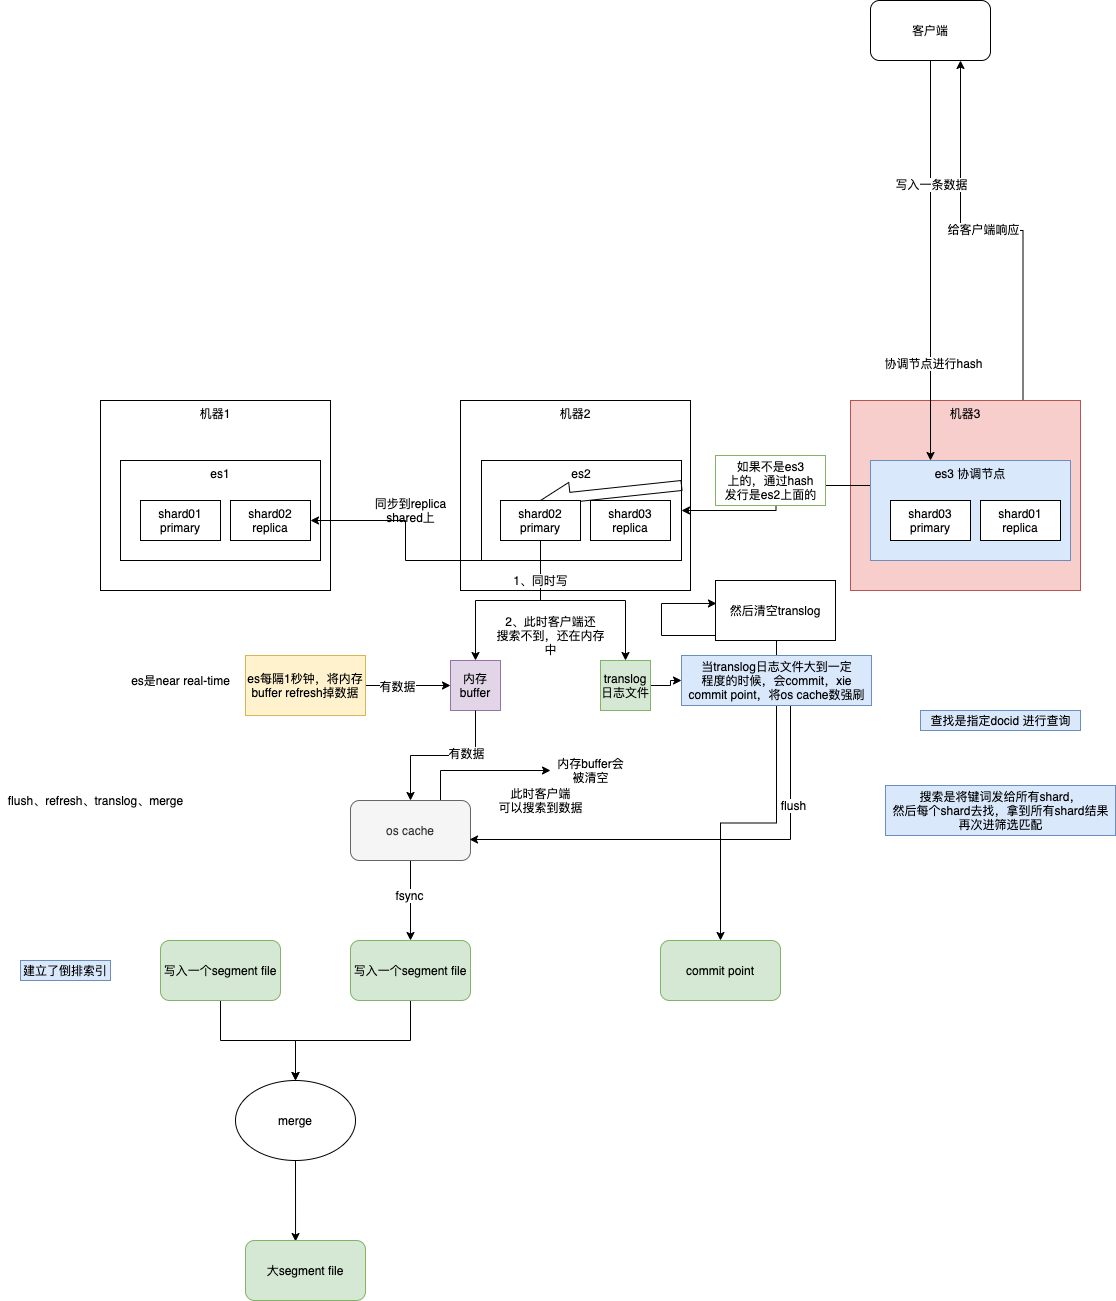 客户端
写入一条数据
给客户端响应
协调节点进行hash
机器1
机器2
机器3
es1
es2
es3 协调节点
如果不是es3
上的，通过hash
发行是es2上面的
同步到replica
shared上
shard01
primary
shard02
replica
shard02
primary
shard03
replica
shard03
primary
shard01
replica
1、同时写
然后清空translog
2、此时客户端还
搜索不到，还在内存
中
es是near real-time
es每隔1秒钟，将内存
buffer refresh掉数据
有数据
内存
buffer
translog
日志文件
当translog日志文件大到一定
程度的时候，会commit，xie
commit point，将os cache数强刷
查找是指定docid 进行查询
有数据
内存buffer会
被清空
此时客户端
可以搜索到数据
flush
flush、refresh、translog、merge
os cache
搜索是将键词发给所有shard，
然后每个shard去找，拿到所有shard结果
再次进筛选匹配
fsync
建立了倒排索引
写入一个segment file
写入一个segment file
commit point
merge
大segment file